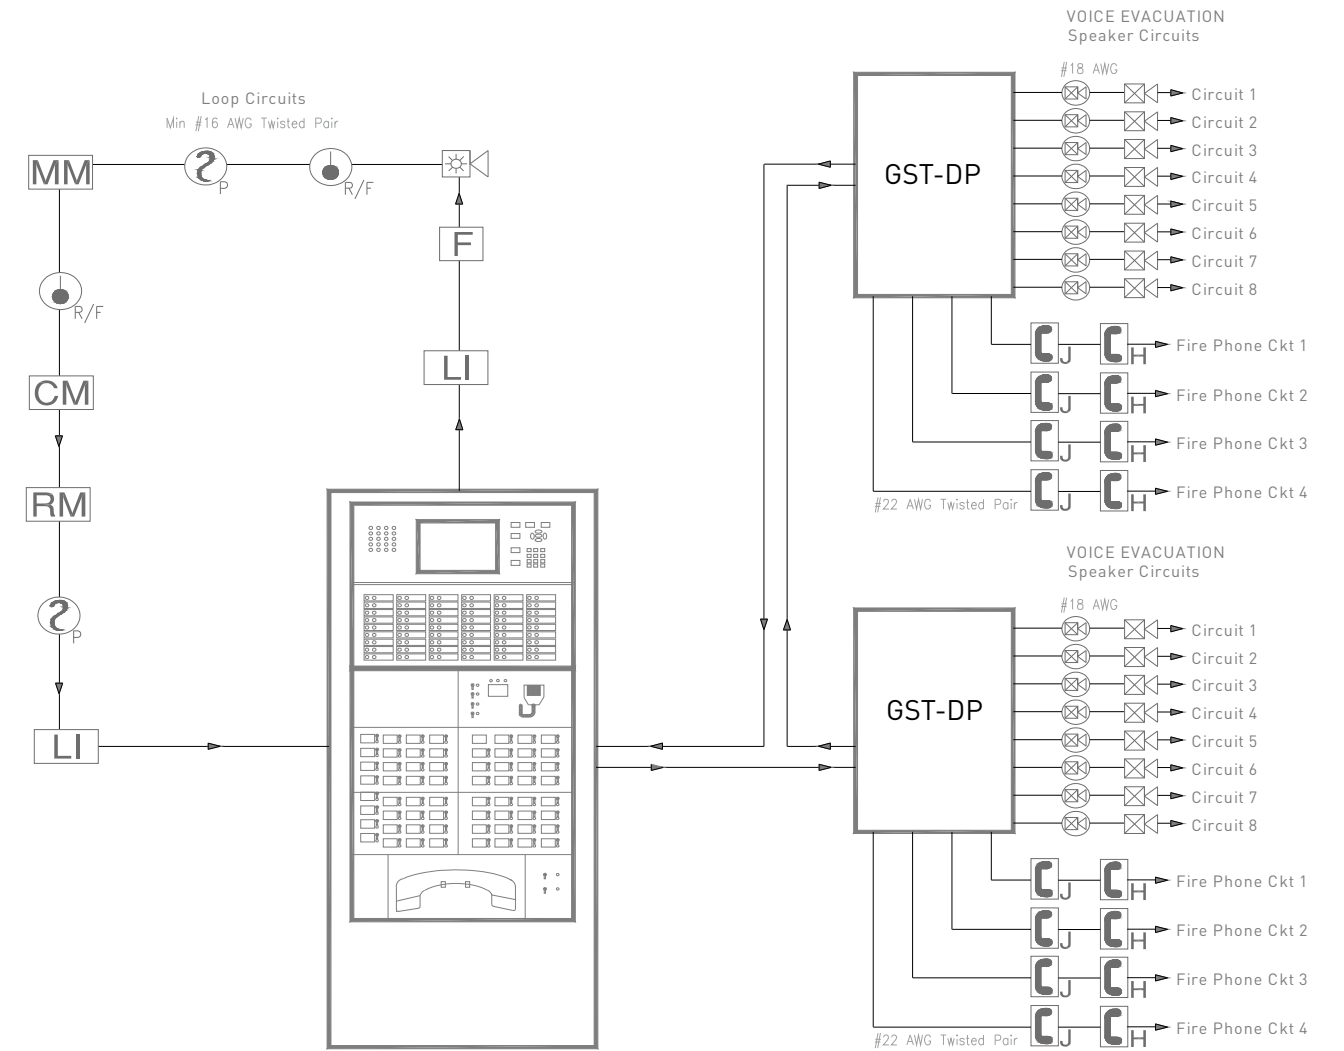 VOICE EVACUATION
Speaker Circuits
#18 AWG
Loop Circuits
Min #16 AWG Twisted Pair
MM
P
R/F
F
R/F
LI
CM
RM
P
LI
GST-DP
Circuit 1
Circuit 2
Circuit 3
Circuit 4
Circuit 5
Circuit 6
Circuit 7
Circuit 8
J H Fire Phone Ckt 1
J H Fire Phone Ckt 2
J H Fire Phone Ckt 3
J H Fire Phone Ckt 4
#22 AWG Twisted Pair
VOICE EVACUATION
Speaker Circuits
#18 AWG
GST-DP
Circuit 1
Circuit 2
Circuit 3
Circuit 4
Circuit 5
Circuit 6
Circuit 7
Circuit 8
J H Fire Phone Ckt 1
J H Fire Phone Ckt 2
J H Fire Phone Ckt 3
J H Fire Phone Ckt 4
#22 AWG Twisted Pair